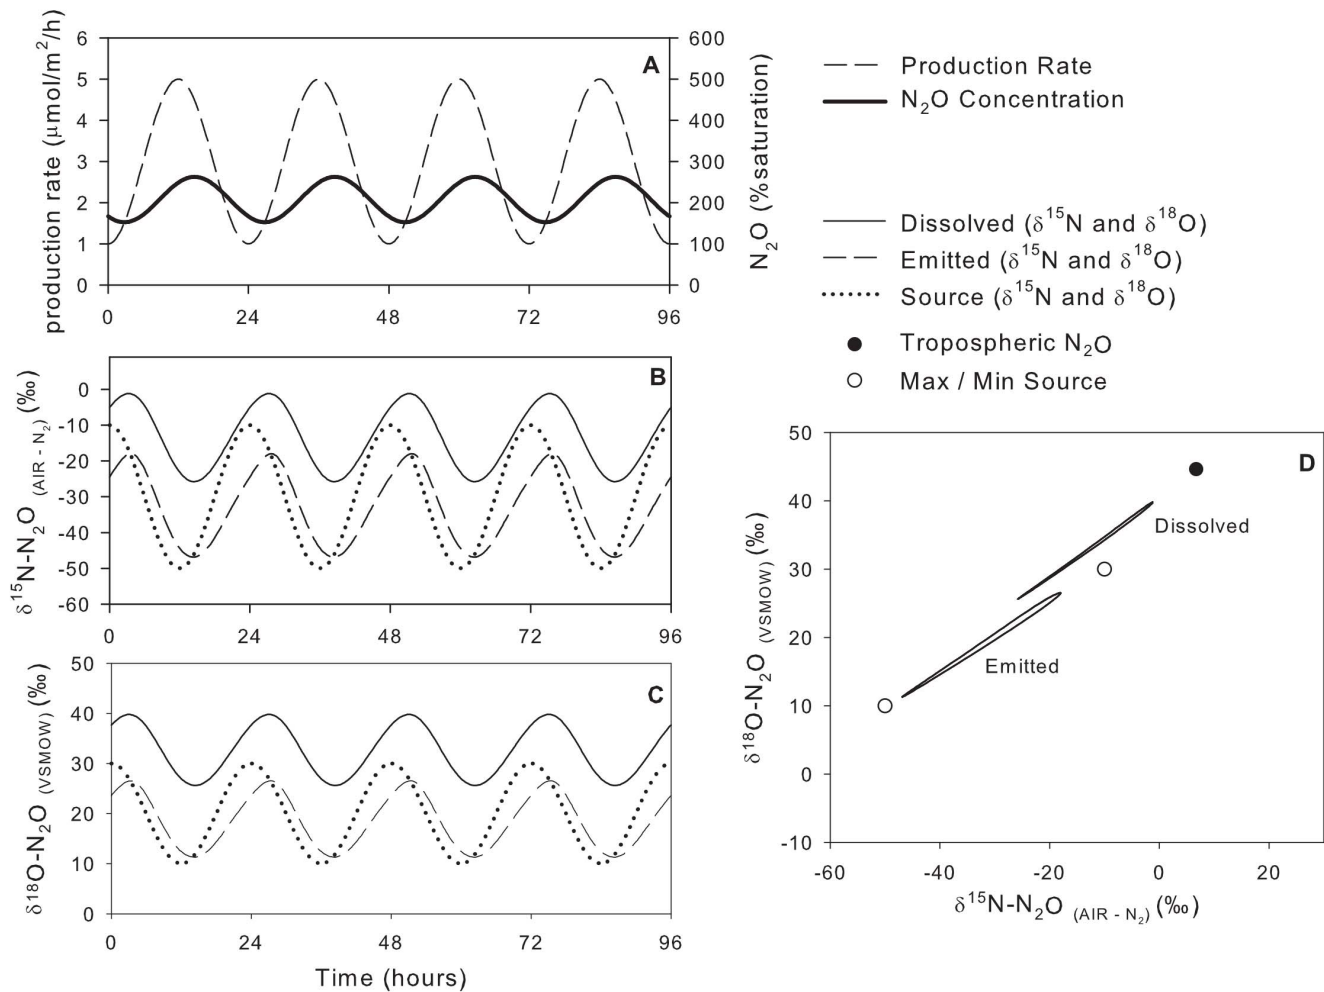 production rate (μmol/m²/h)
6
5
4
3
2
1
0
A
600
500
400
300
200
100
0
N₂O (%saturation)
0 24 48 72 96
Production Rate
N₂O Concentration
Dissolved (δ¹⁵N and δ¹⁸O)
Emitted (δ¹⁵N and δ¹⁸O)
Source (δ¹⁵N and δ¹⁸O)
Tropospheric N₂O
Max / Min Source
δ¹⁵N-N₂O (AIR - N₂) (‰)
0
-10
-20
-30
-40
-50
-60
B
0 24 48 72 96
δ¹⁸O-N₂O (VSMOW) (‰)
50
40
30
20
10
0
C
0 24 48 72 96
Time (hours)
δ¹⁸O-N₂O (VSMOW) (‰)
50
40
30
20
10
0
-10
D
Dissolved
Emitted
-60 -40 -20 0 20
δ¹⁵N-N₂O (AIR - N₂) (‰)